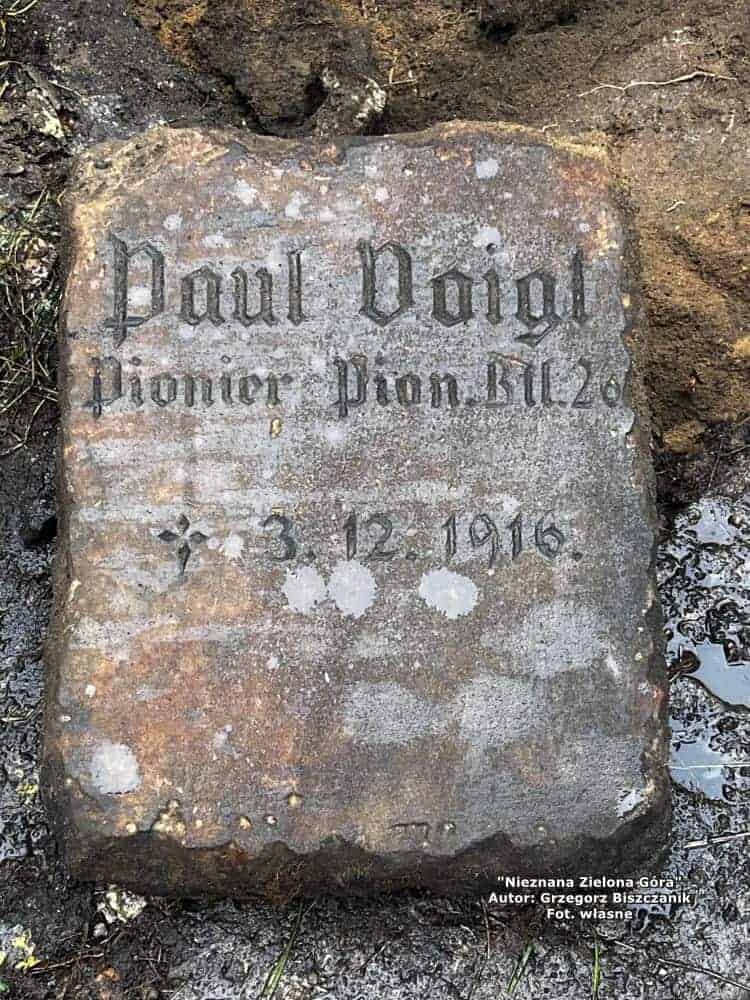 Paul Voigt
Pionier Pion. Btl. 26
† 3. 12. 1916.
"Nieznana Zielona Góra"
Autor: Grzegorz Biszczanik
Fot. własne